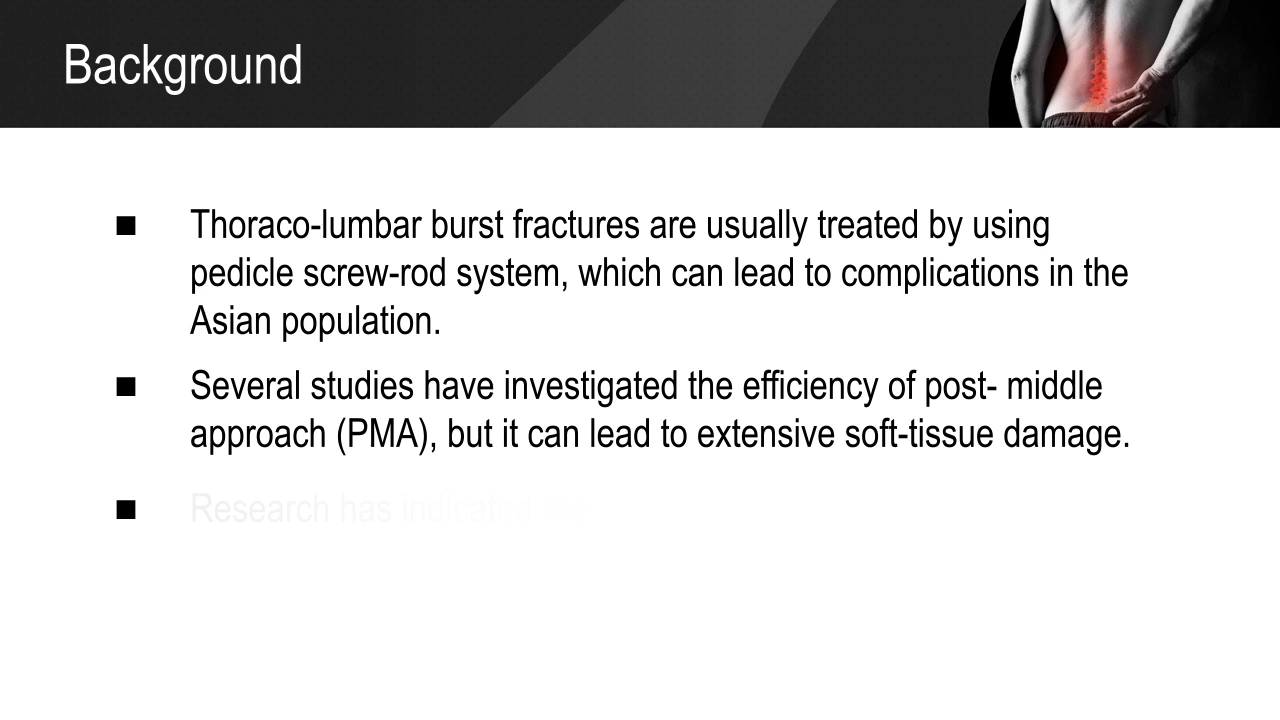 Background
■ Thoraco-lumbar burst fractures are usually treated by using
pedicle screw-rod system, which can lead to complications in the
Asian population.
■ Several studies have investigated the efficiency of post- middle
approach (PMA), but it can lead to extensive soft-tissue damage.
■ Research has indicated